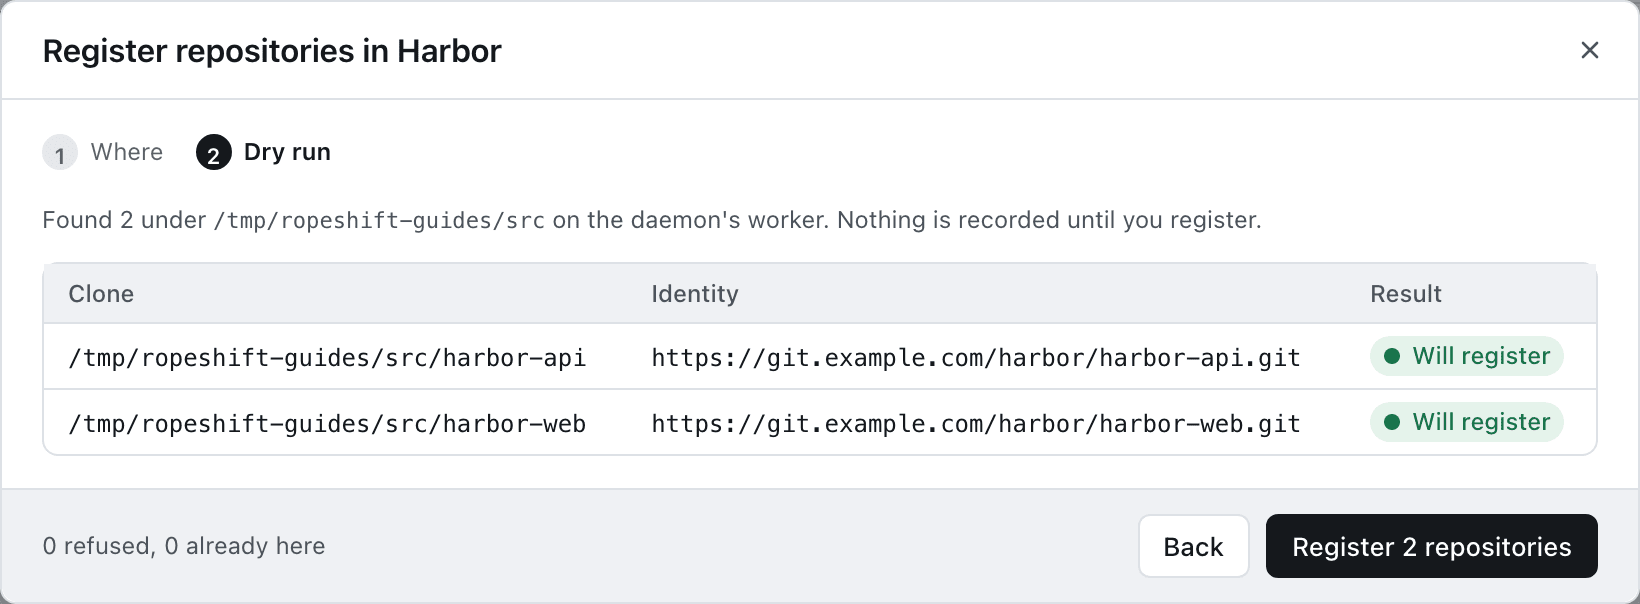 Register repositories in Harbor
1 Where 2 Dry run
Found 2 under /tmp/ropeshift-guides/src on the daemon's worker. Nothing is recorded until you register.
Clone Identity Result
/tmp/ropeshift-guides/src/harbor-api https://git.example.com/harbor/harbor-api.git Will register
/tmp/ropeshift-guides/src/harbor-web https://git.example.com/harbor/harbor-web.git Will register
0 refused, 0 already here Back Register 2 repositories